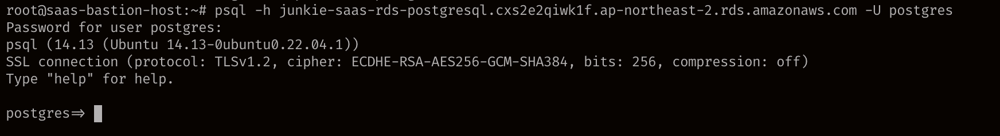 root@saas-bastion-host:~# psql -h junkie-saas-rds-postgresql.cxs2e2qiwk1f.ap-northeast-2.rds.amazonaws.com -U postgres
Password for user postgres:
psql (14.13 (Ubuntu 14.13-0ubuntu0.22.04.1))
SSL connection (protocol: TLSv1.2, cipher: ECDHE-RSA-AES256-GCM-SHA384, bits: 256, compression: off)
Type "help" for help.
postgres=>